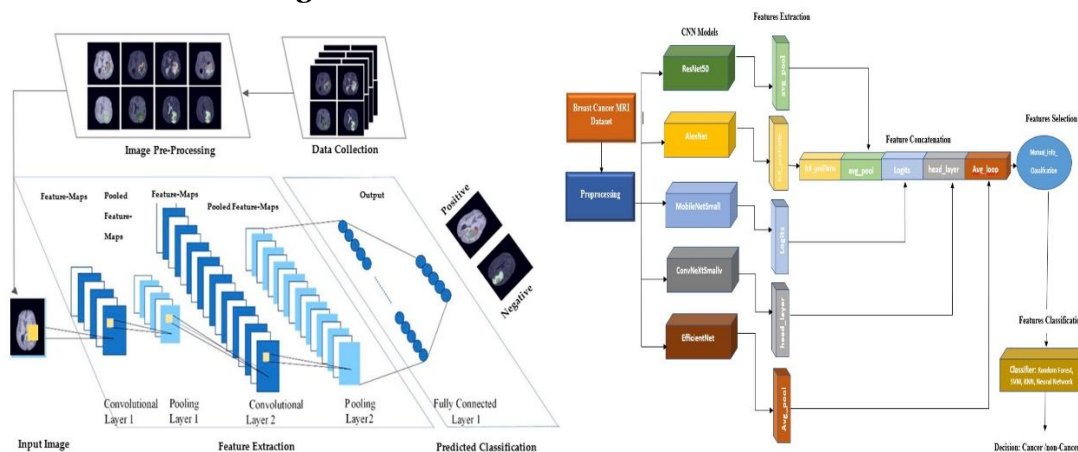 Image Pre-Processing
Data Collection
Feature-Maps
Pooled
Feature-
Maps
Feature-Maps
Pooled Feature-Maps
Output
Positive
Negative
Convolutional
Layer 1
Pooling
Layer 1
Convolutional
Layer 2
Pooling
Layer2
Fully Connected
Layer 1
Input Image
Feature Extraction
Predicted Classification
Features Extraction
CNN Models
ResNet50
AlexNet
MobileNetSmall
ConvNeXtSmallv
EfficientNet
Breast Cancer MRI
Dataset
Preprocessing
avg_pool
Logits
head_layer
Avg_pool
Feature Concatenation
avg_pool
Logits
head_layer
Avg_loop
Features Selection
Mutual_Info_
Classification
Features Classificatio
Classifier: Random Forest,
SVM, KNN, Neural Network
Decision: Cancer /non-Cancer